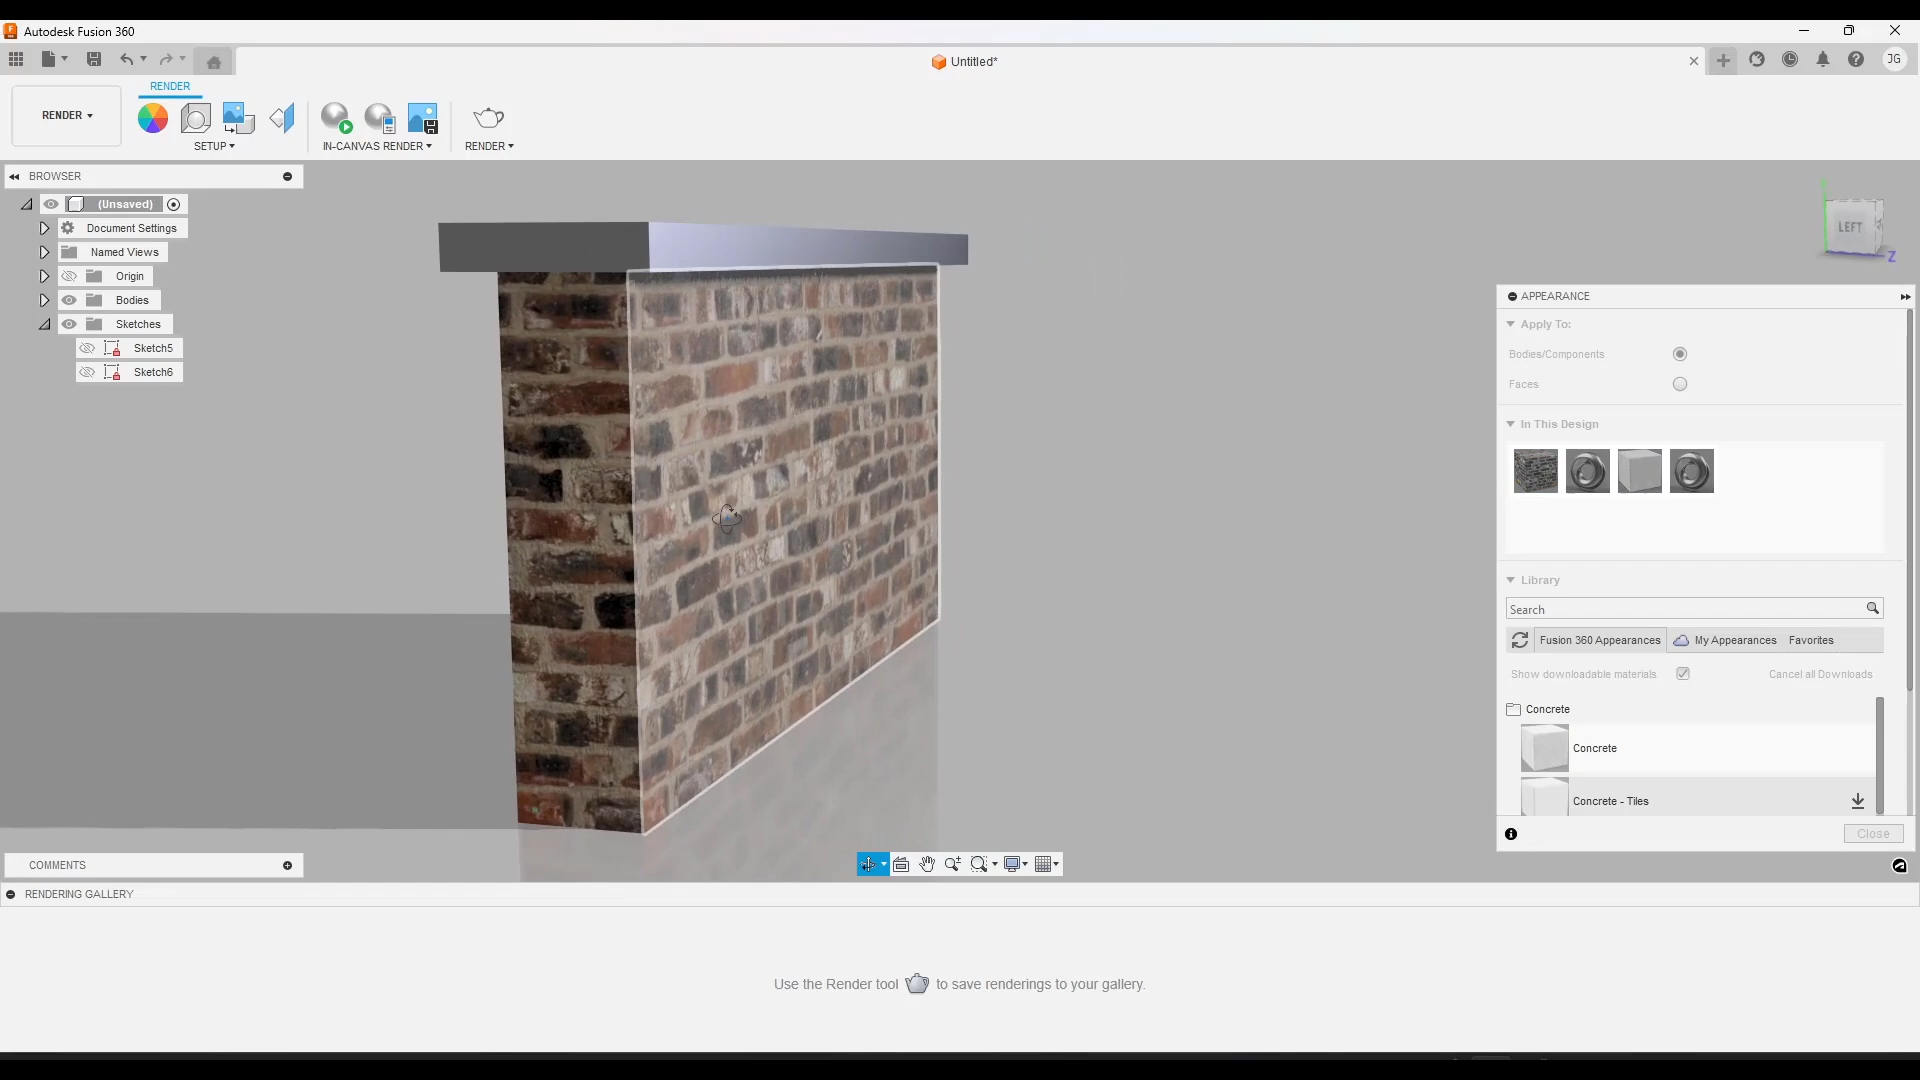 Autodesk Fusion 360
Untitled*
JG
RENDER
RENDER
SETUP
IN-CANVAS RENDER
RENDER
BROWSER
(Unsaved)
Document Settings
Named Views
Origin
Bodies
Sketches
Sketch5
Sketch6
LEFT
Z
APPEARANCE
Apply To:
Bodies/Components
Faces
In This Design
Library
Search
Fusion 360 Appearances My Appearances Favorites
Show downloadable materials Cancel all Downloads
Concrete
Concrete
Concrete - Tiles
Close
COMMENTS
RENDERING GALLERY
Use the Render tool to save renderings to your gallery.